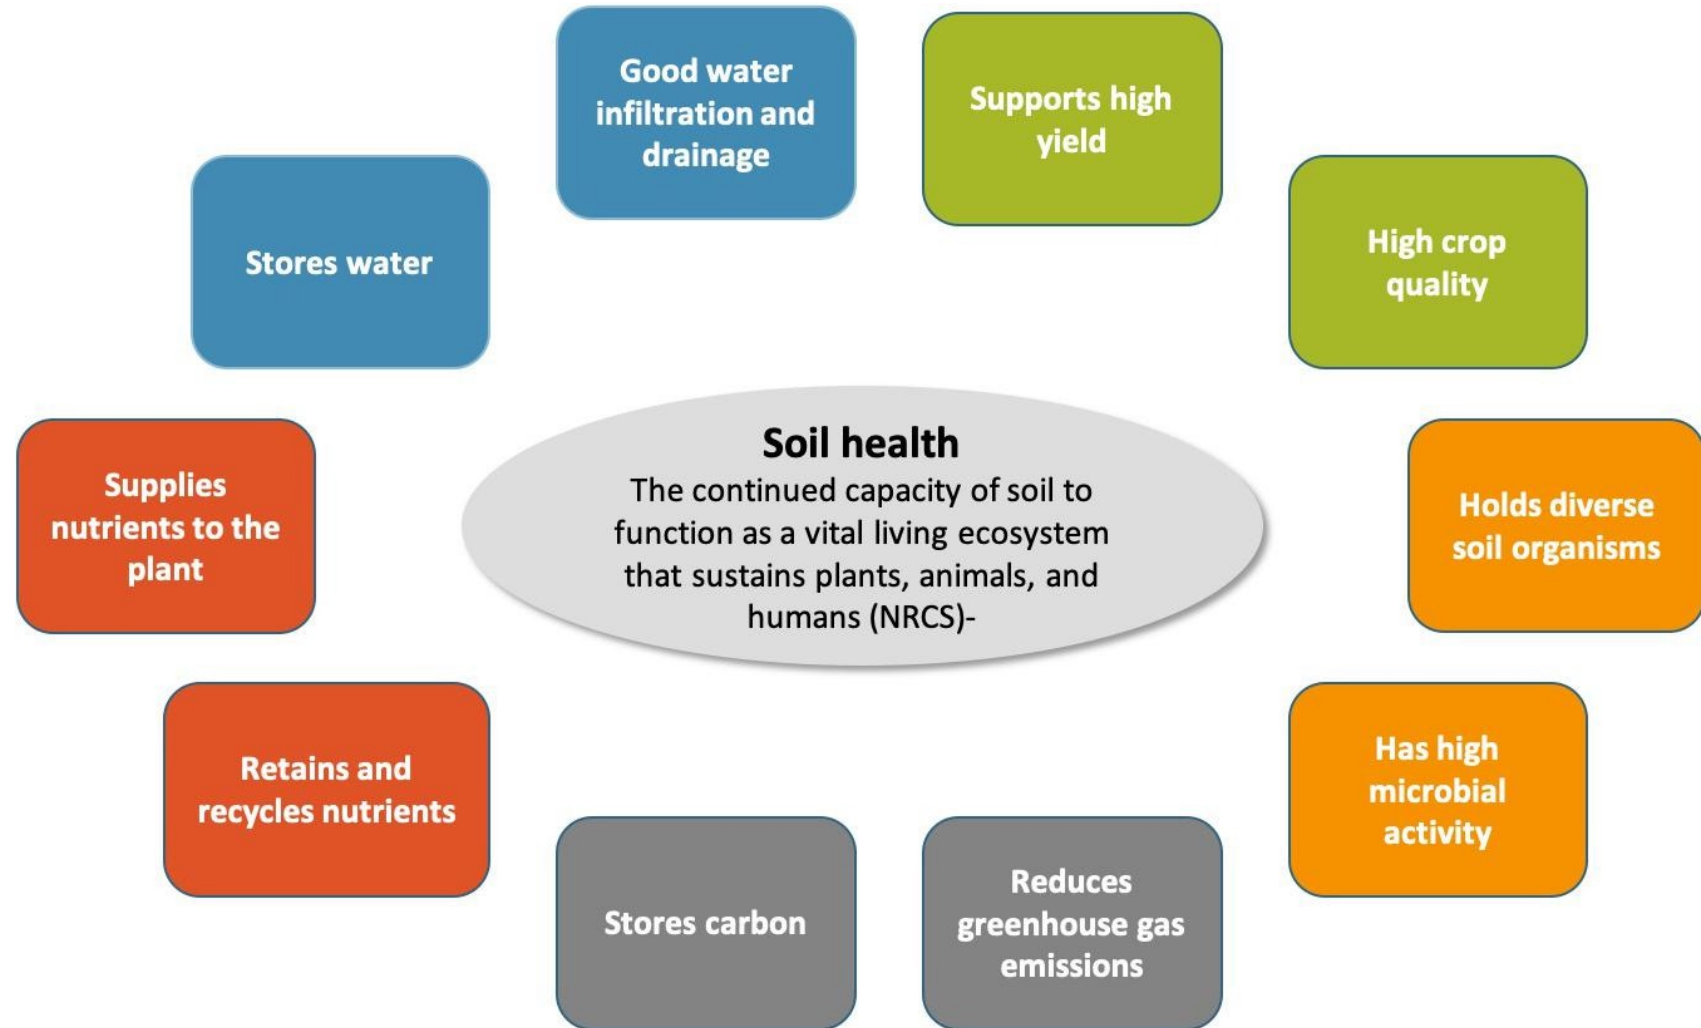 Good water
infiltration and
drainage
Supports high
yield
Stores water
High crop
quality
Soil health
The continued capacity of soil to
function as a vital living ecosystem
that sustains plants, animals, and
humans (NRCS)-
Supplies
nutrients to the
plant
Holds diverse
soil organisms
Retains and
recycles nutrients
Has high
microbial
activity
Stores carbon
Reduces
greenhouse gas
emissions